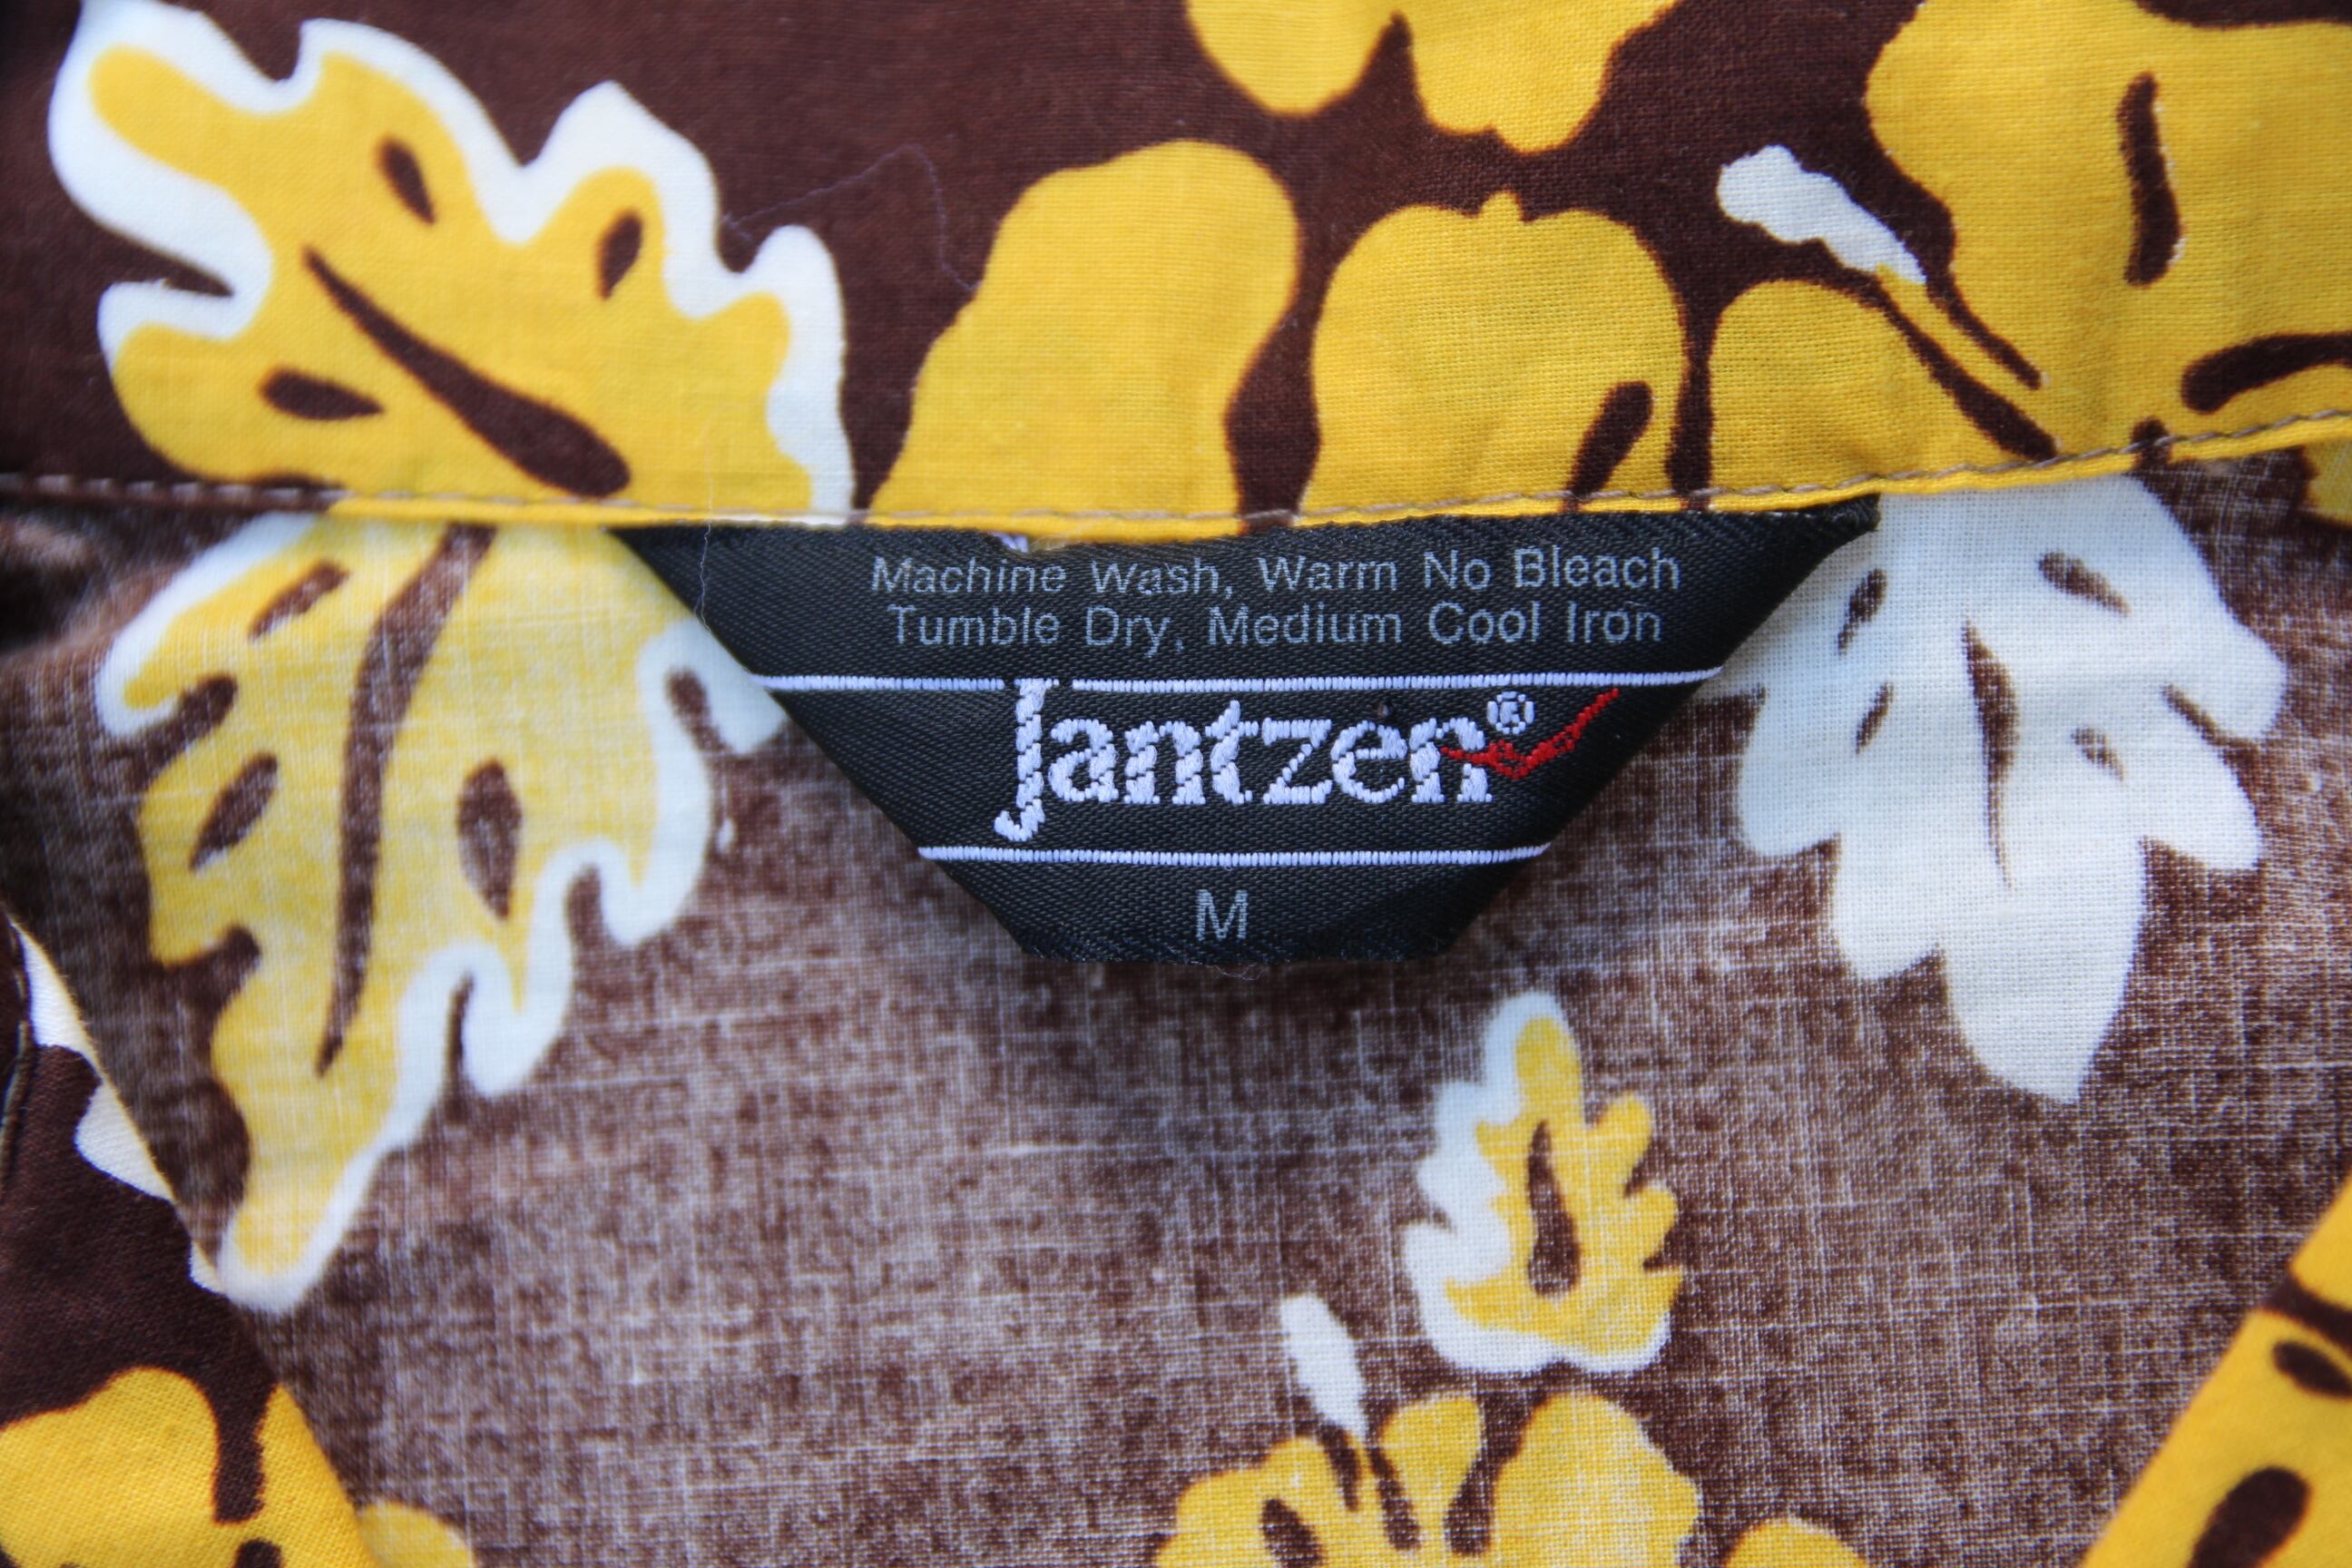 Machine Wash, Warm No Bleach
Tumble Dry, Medium Cool Iron
Jantzen®
M